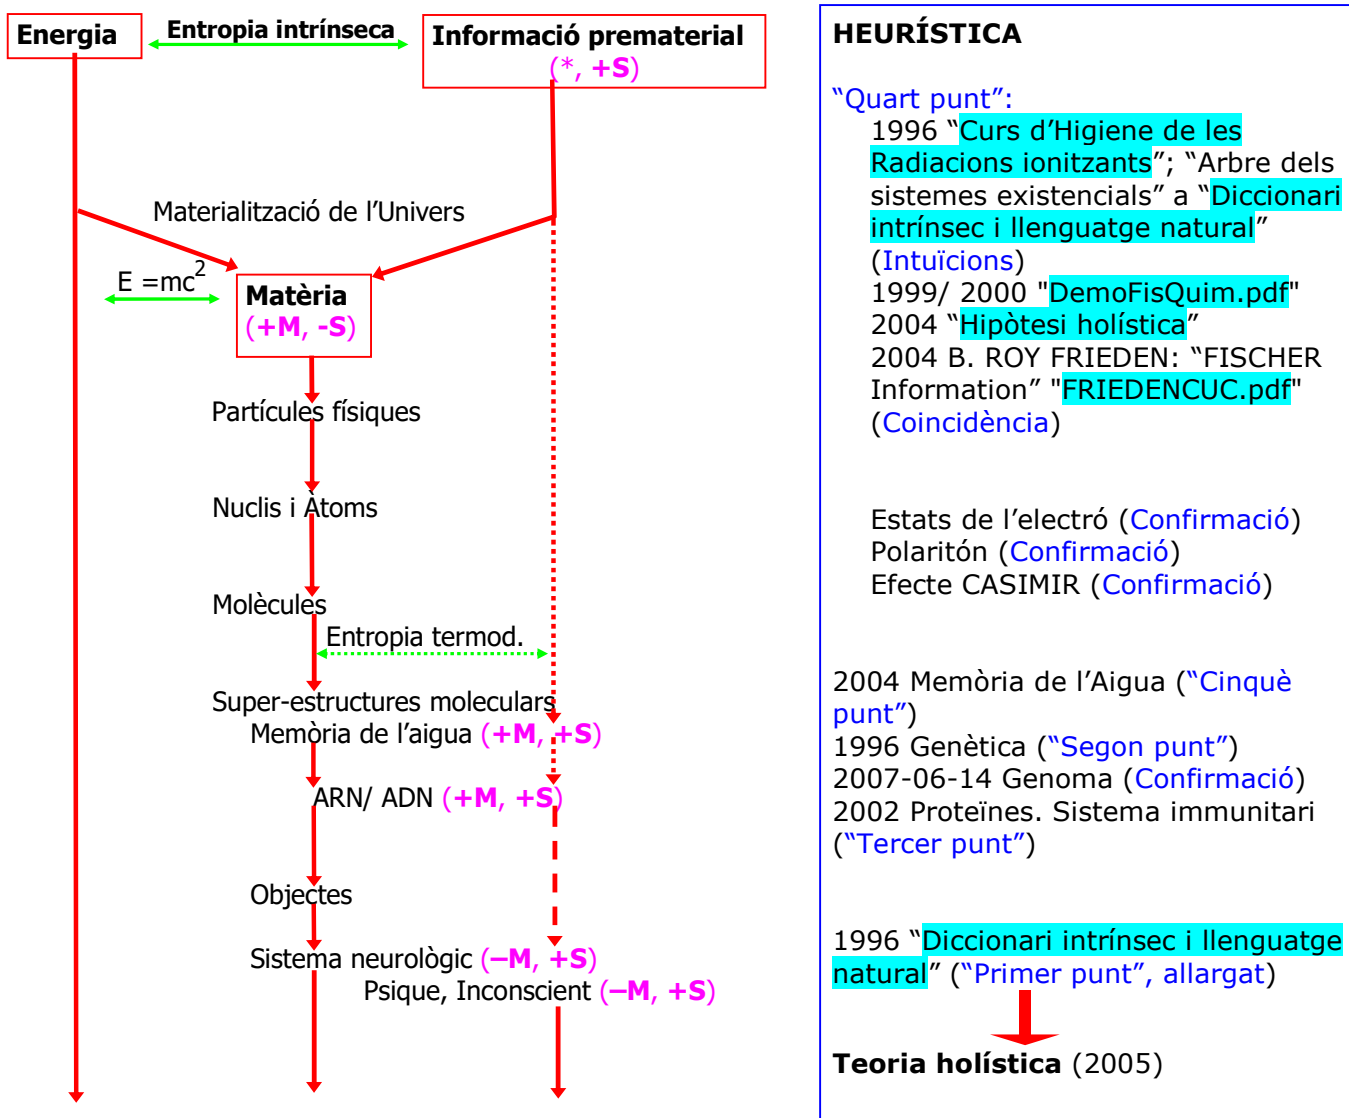 Energia
Entropia intrínseca
Informació prematerial
(*, +S)
Materialització de l’Univers
E =mc2
Matèria
(+M, -S)
Partícules físiques
Nuclis i Àtoms
Molècules
Entropia termod.
Super-estructures moleculars
Memòria de l’aigua (+M, +S)
ARN/ ADN (+M, +S)
Objectes
Sistema neurològic (–M, +S)
Psique, Inconscient (–M, +S)
HEURÍSTICA
“Quart punt”:
1996 “Curs d’Higiene de les
Radiacions ionitzants”; “Arbre dels
sistemes existencials” a “Diccionari
intrínsec i llenguatge natural”
(Intuïcions)
1999/ 2000 "DemoFisQuim.pdf"
2004 “Hipòtesi holística”
2004 B. ROY FRIEDEN: “FISCHER
Information” "FRIEDENCUC.pdf"
(Coincidència)
Estats de l’electró (Confirmació)
Polaritón (Confirmació)
Efecte CASIMIR (Confirmació)
2004 Memòria de l’Aigua (“Cinquè
punt”)
1996 Genètica (“Segon punt”)
2007-06-14 Genoma (Confirmació)
2002 Proteïnes. Sistema immunitari
(“Tercer punt”)
1996 “Diccionari intrínsec i llenguatge
natural” (“Primer punt”, allargat)
Teoria holística (2005)